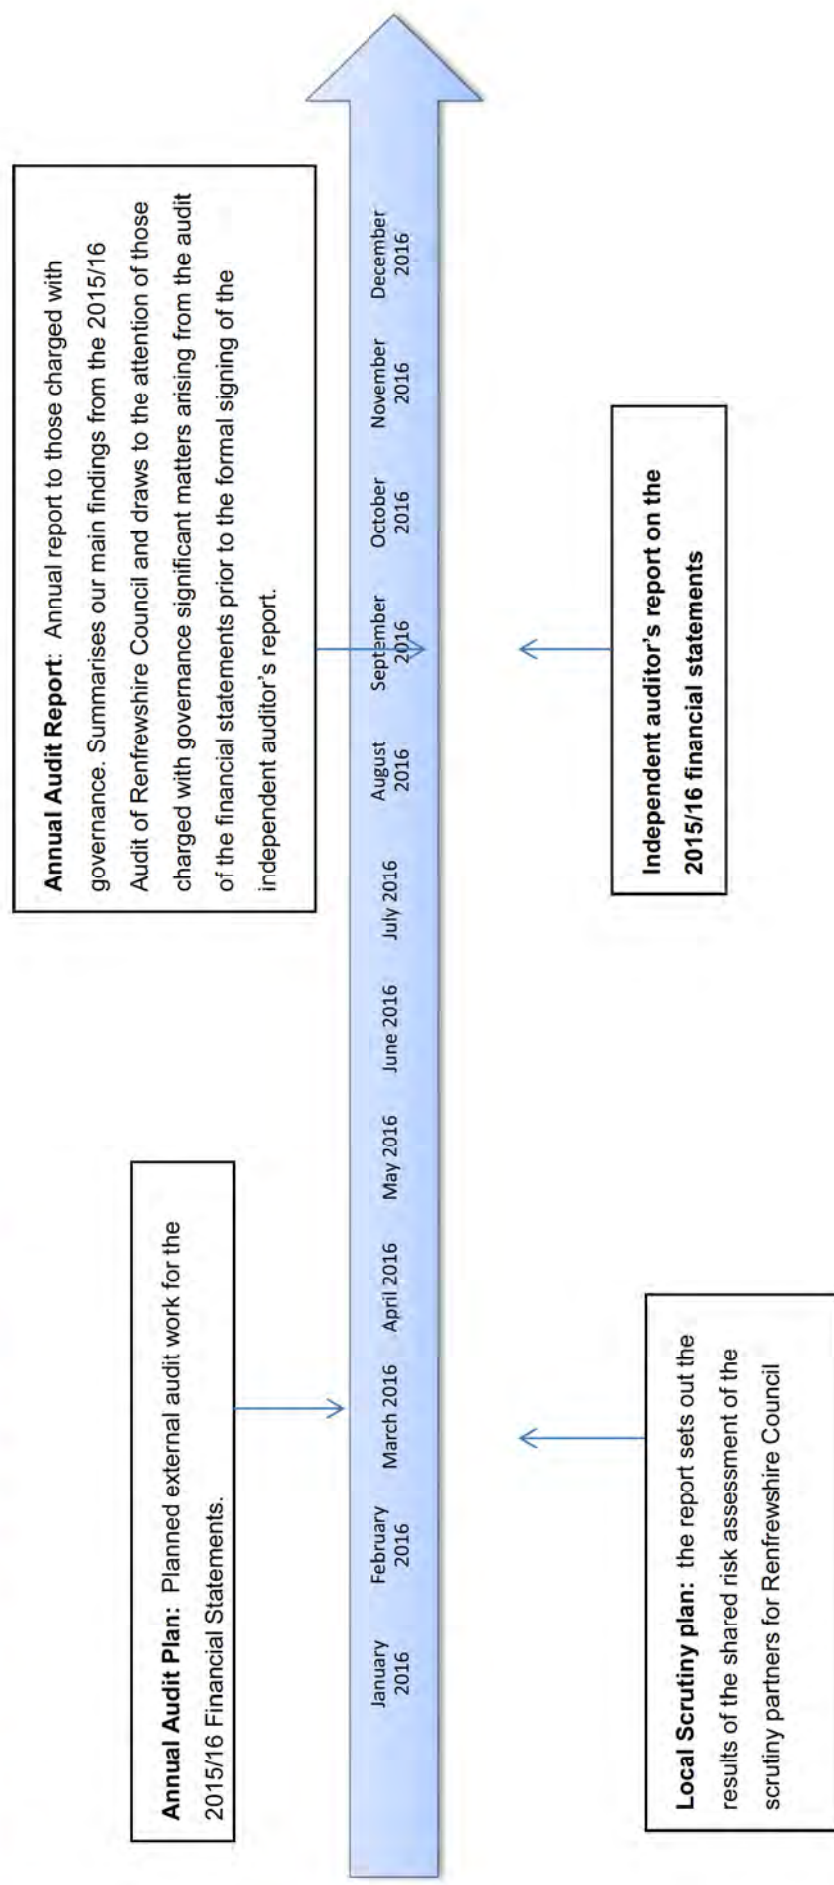 Annual Audit Plan: Planned external audit work for the
2015/16 Financial Statements.
Annual Audit Report: Annual report to those charged with
governance. Summarises our main findings from the 2015/16
Audit of Renfrewshire Council and draws to the attention of those
charged with governance significant matters arising from the audit
of the financial statements prior to the formal signing of the
independent auditor's report.
January
2016
February
2016
March 2016
April 2016
May 2016
June 2016
July 2016
August
2016
September
2016
October
2016
November
2016
December
2016
Local Scrutiny plan: the report sets out the
results of the shared risk assessment of the
scrutiny partners for Renfrewshire Council
Independent auditor's report on the
2015/16 financial statements